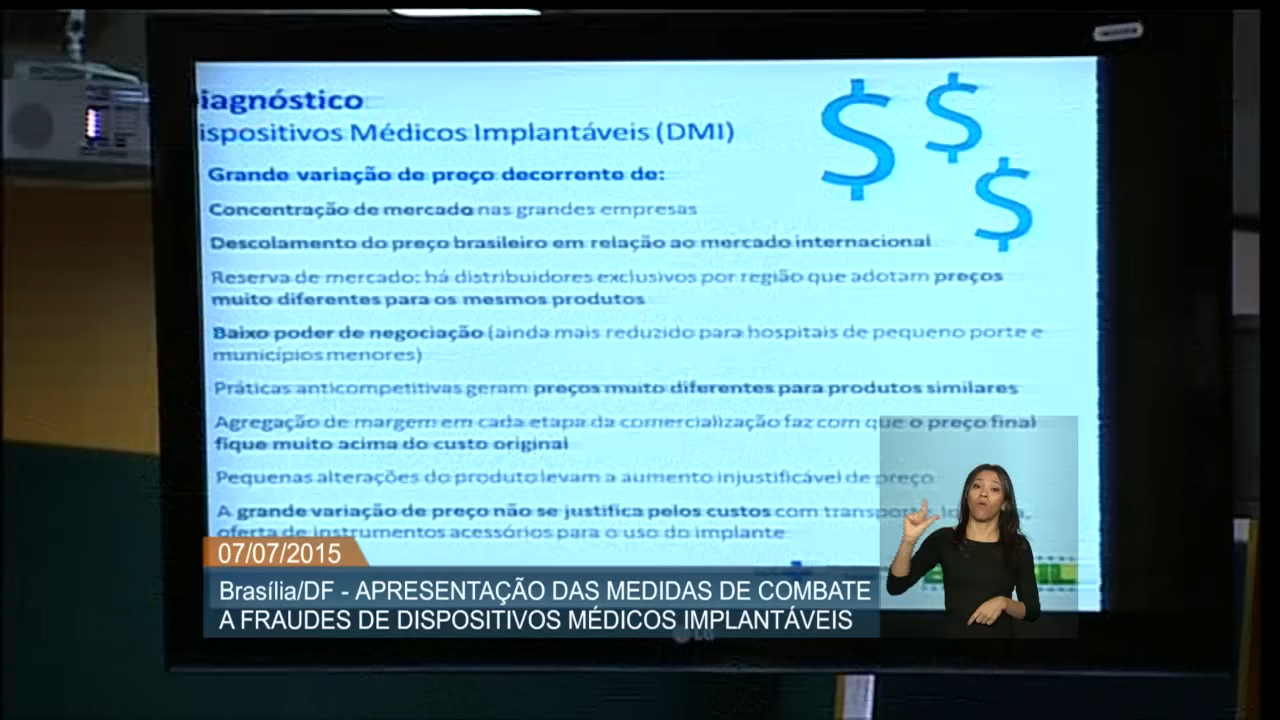 iagnóstico
ispositivos Médicos Implantáveis (DMI)
$ $ $
Grande variação de preço decorrente de:
Concentração de mercado nas grandes empresas
Descolamento do preço brasileiro em relação ao mercado internacional
Reserva de mercado: há distribuidores exclusivos por região que adotam preços
muito diferentes para os mesmos produtos
Baixo poder de negociação (ainda mais reduzido para hospitais de pequeno porte e
municípios menores)
Práticas anticompetitivas geram preços muito diferentes para produtos similares
Agregação de margem em cada etapa da comercialização faz com que o preço final
fique muito acima do custo original
Pequenas alterações do produto levam a aumento injustificável de preço
A grande variação de preço não se justifica pelos custos com
oferta de instrumentos acessórios para o uso do implante
07/07/2015
Brasília/DF - APRESENTAÇÃO DAS MEDIDAS DE COMBATE
A FRAUDES DE DISPOSITIVOS MÉDICOS IMPLANTÁVEIS
LG